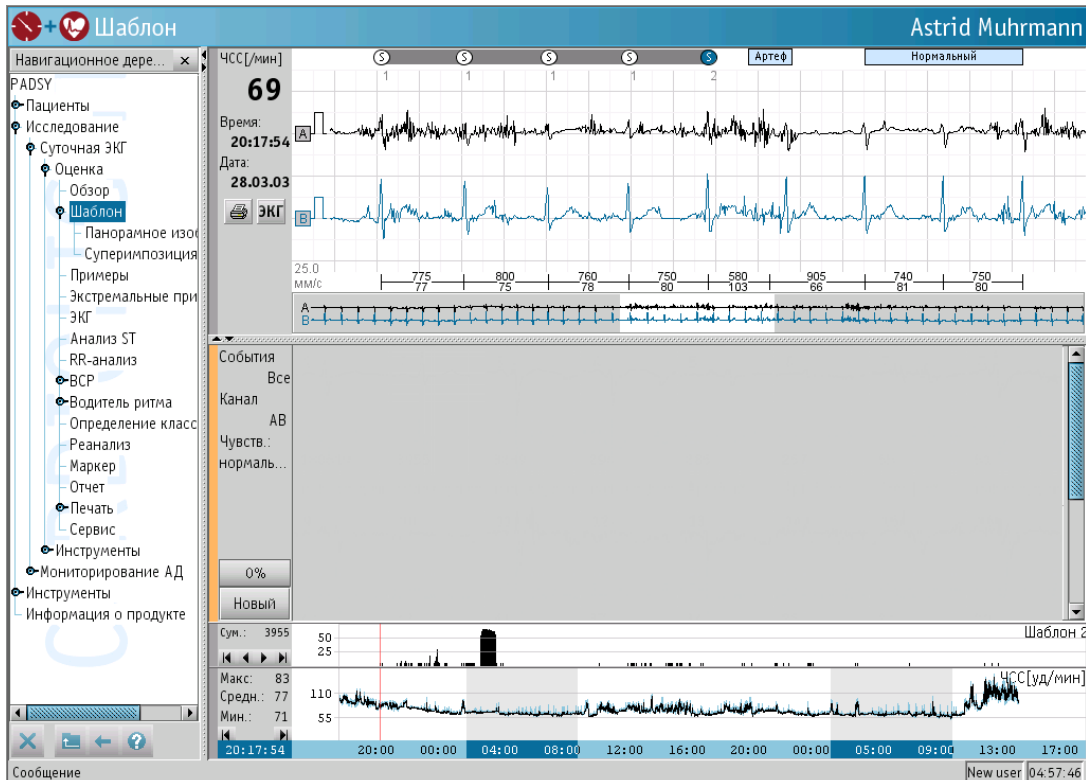 Шаблон
Astrid Muhrmann
Навигационное дере...
PADSY
Пациенты
Исследование
Суточная ЭКГ
Оценка
Обзор
Шаблон
Панорамное изо
Суперимпозиция
Примеры
Экстремальные при
ЭКГ
Анализ ST
RR-анализ
ВСР
Водитель ритма
Определение класс
Реанализ
Маркер
Отчет
Печать
Сервис
Инструменты
Мониторирование АД
Инструменты
Информация о продукте
ЧСС[/мин]
69
Время:
20:17:54
Дата:
28.03.03
ЭКГ
S S S S S Артеф Нормальный
1 1 1 1 2
A
B
25.0
мм/с
775 800 760 750 580 905 740 750
77 75 78 80 103 66 81 80
A
B
События
Все
Канал
AB
Чувств.:
нормаль...
0%
Новый
Сум.: 3955
50
25
Шаблон 2
Макс: 83
Средн.: 77
Мин.: 71
110
55
ЧСС[уд/мин]
20:17:54
20:00 00:00 04:00 08:00 12:00 16:00 20:00 00:00 05:00 09:00 13:00 17:00
Сообщение
New user 04:57:46